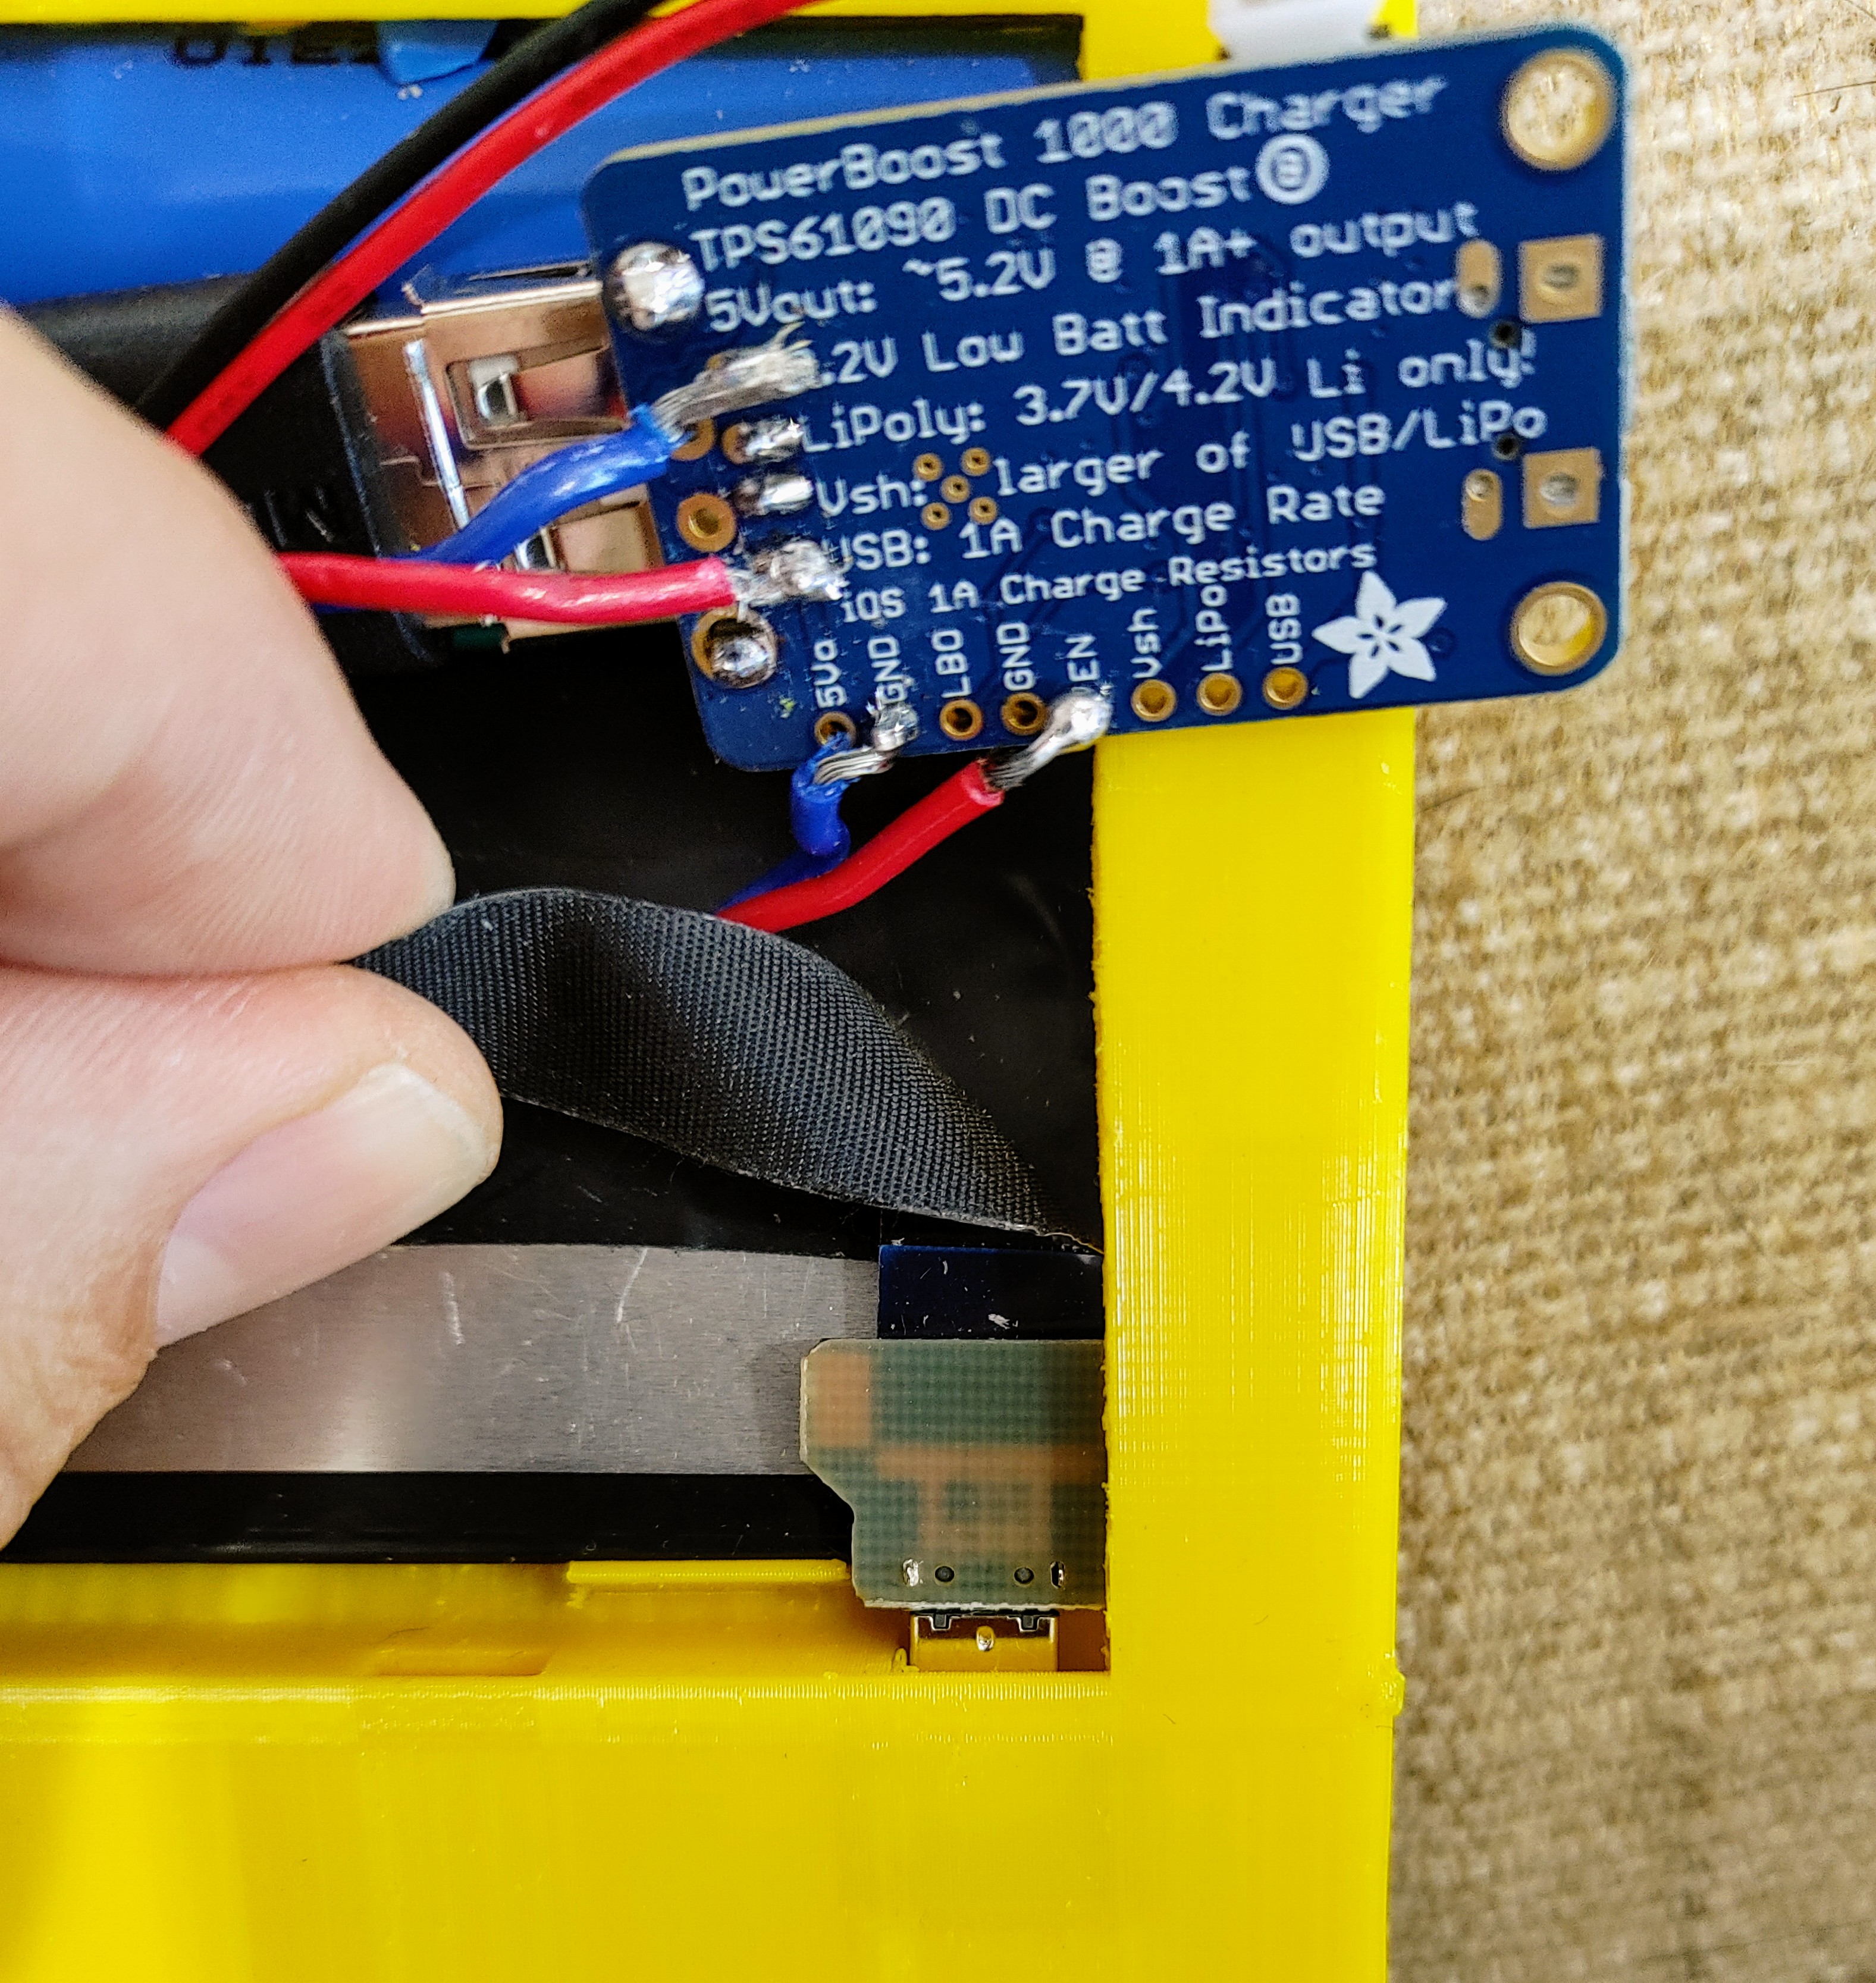 PowerBoost 1000 Charger
TPS61090 DC Boost
5Vout: ~5.2V @ 1A+ output
.2V Low Batt Indicator
LiPoly: 3.7V/4.2V Li only!
Vsh: larger of USB/LiPo
USB: 1A Charge Rate
iOS 1A Charge Resistors
5Vo
GND
LBO
GND
EN
Vsh
LiPo
USB